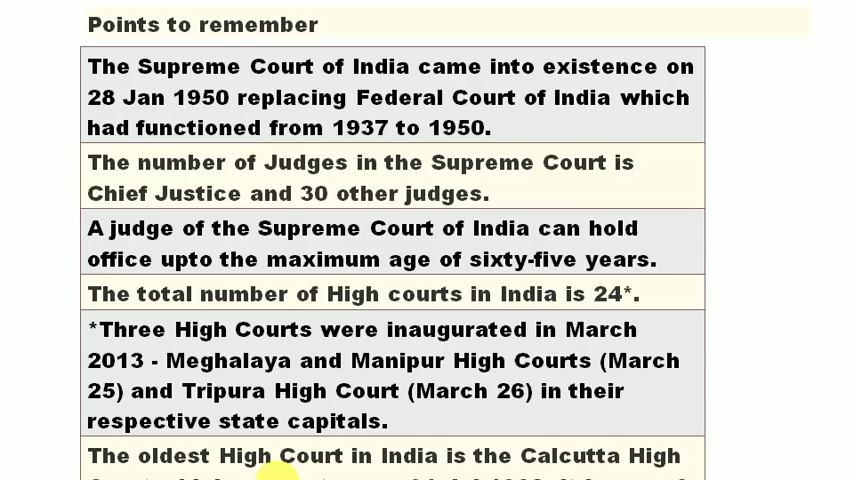 Points to remember
The Supreme Court of India came into existence on
28 Jan 1950 replacing Federal Court of India which
had functioned from 1937 to 1950.
The number of Judges in the Supreme Court is
Chief Justice and 30 other judges.
A judge of the Supreme Court of India can hold
office upto the maximum age of sixty-five years.
The total number of High courts in India is 24*.
*Three High Courts were inaugurated in March
2013 - Meghalaya and Manipur High Courts (March
25) and Tripura High Court (March 26) in their
respective state capitals.
The oldest High Court in India is the Calcutta High